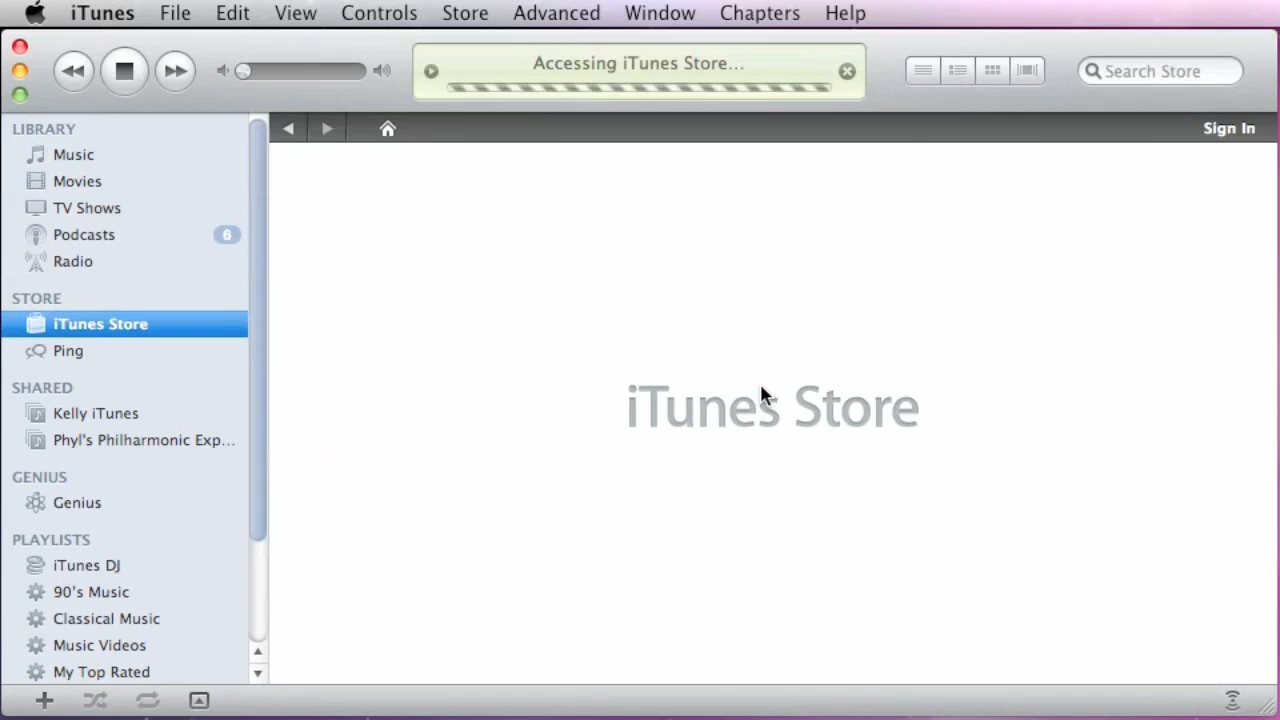 iTunes File Edit View Controls Store Advanced Window Chapters Help
Accessing iTunes Store...
Search Store
Sign In
LIBRARY
Music
Movies
TV Shows
Podcasts 6
Radio
STORE
iTunes Store
Ping
SHARED
Kelly iTunes
Phyl's Philharmonic Exp...
GENIUS
Genius
PLAYLISTS
iTunes DJ
90's Music
Classical Music
Music Videos
My Top Rated
iTunes Store